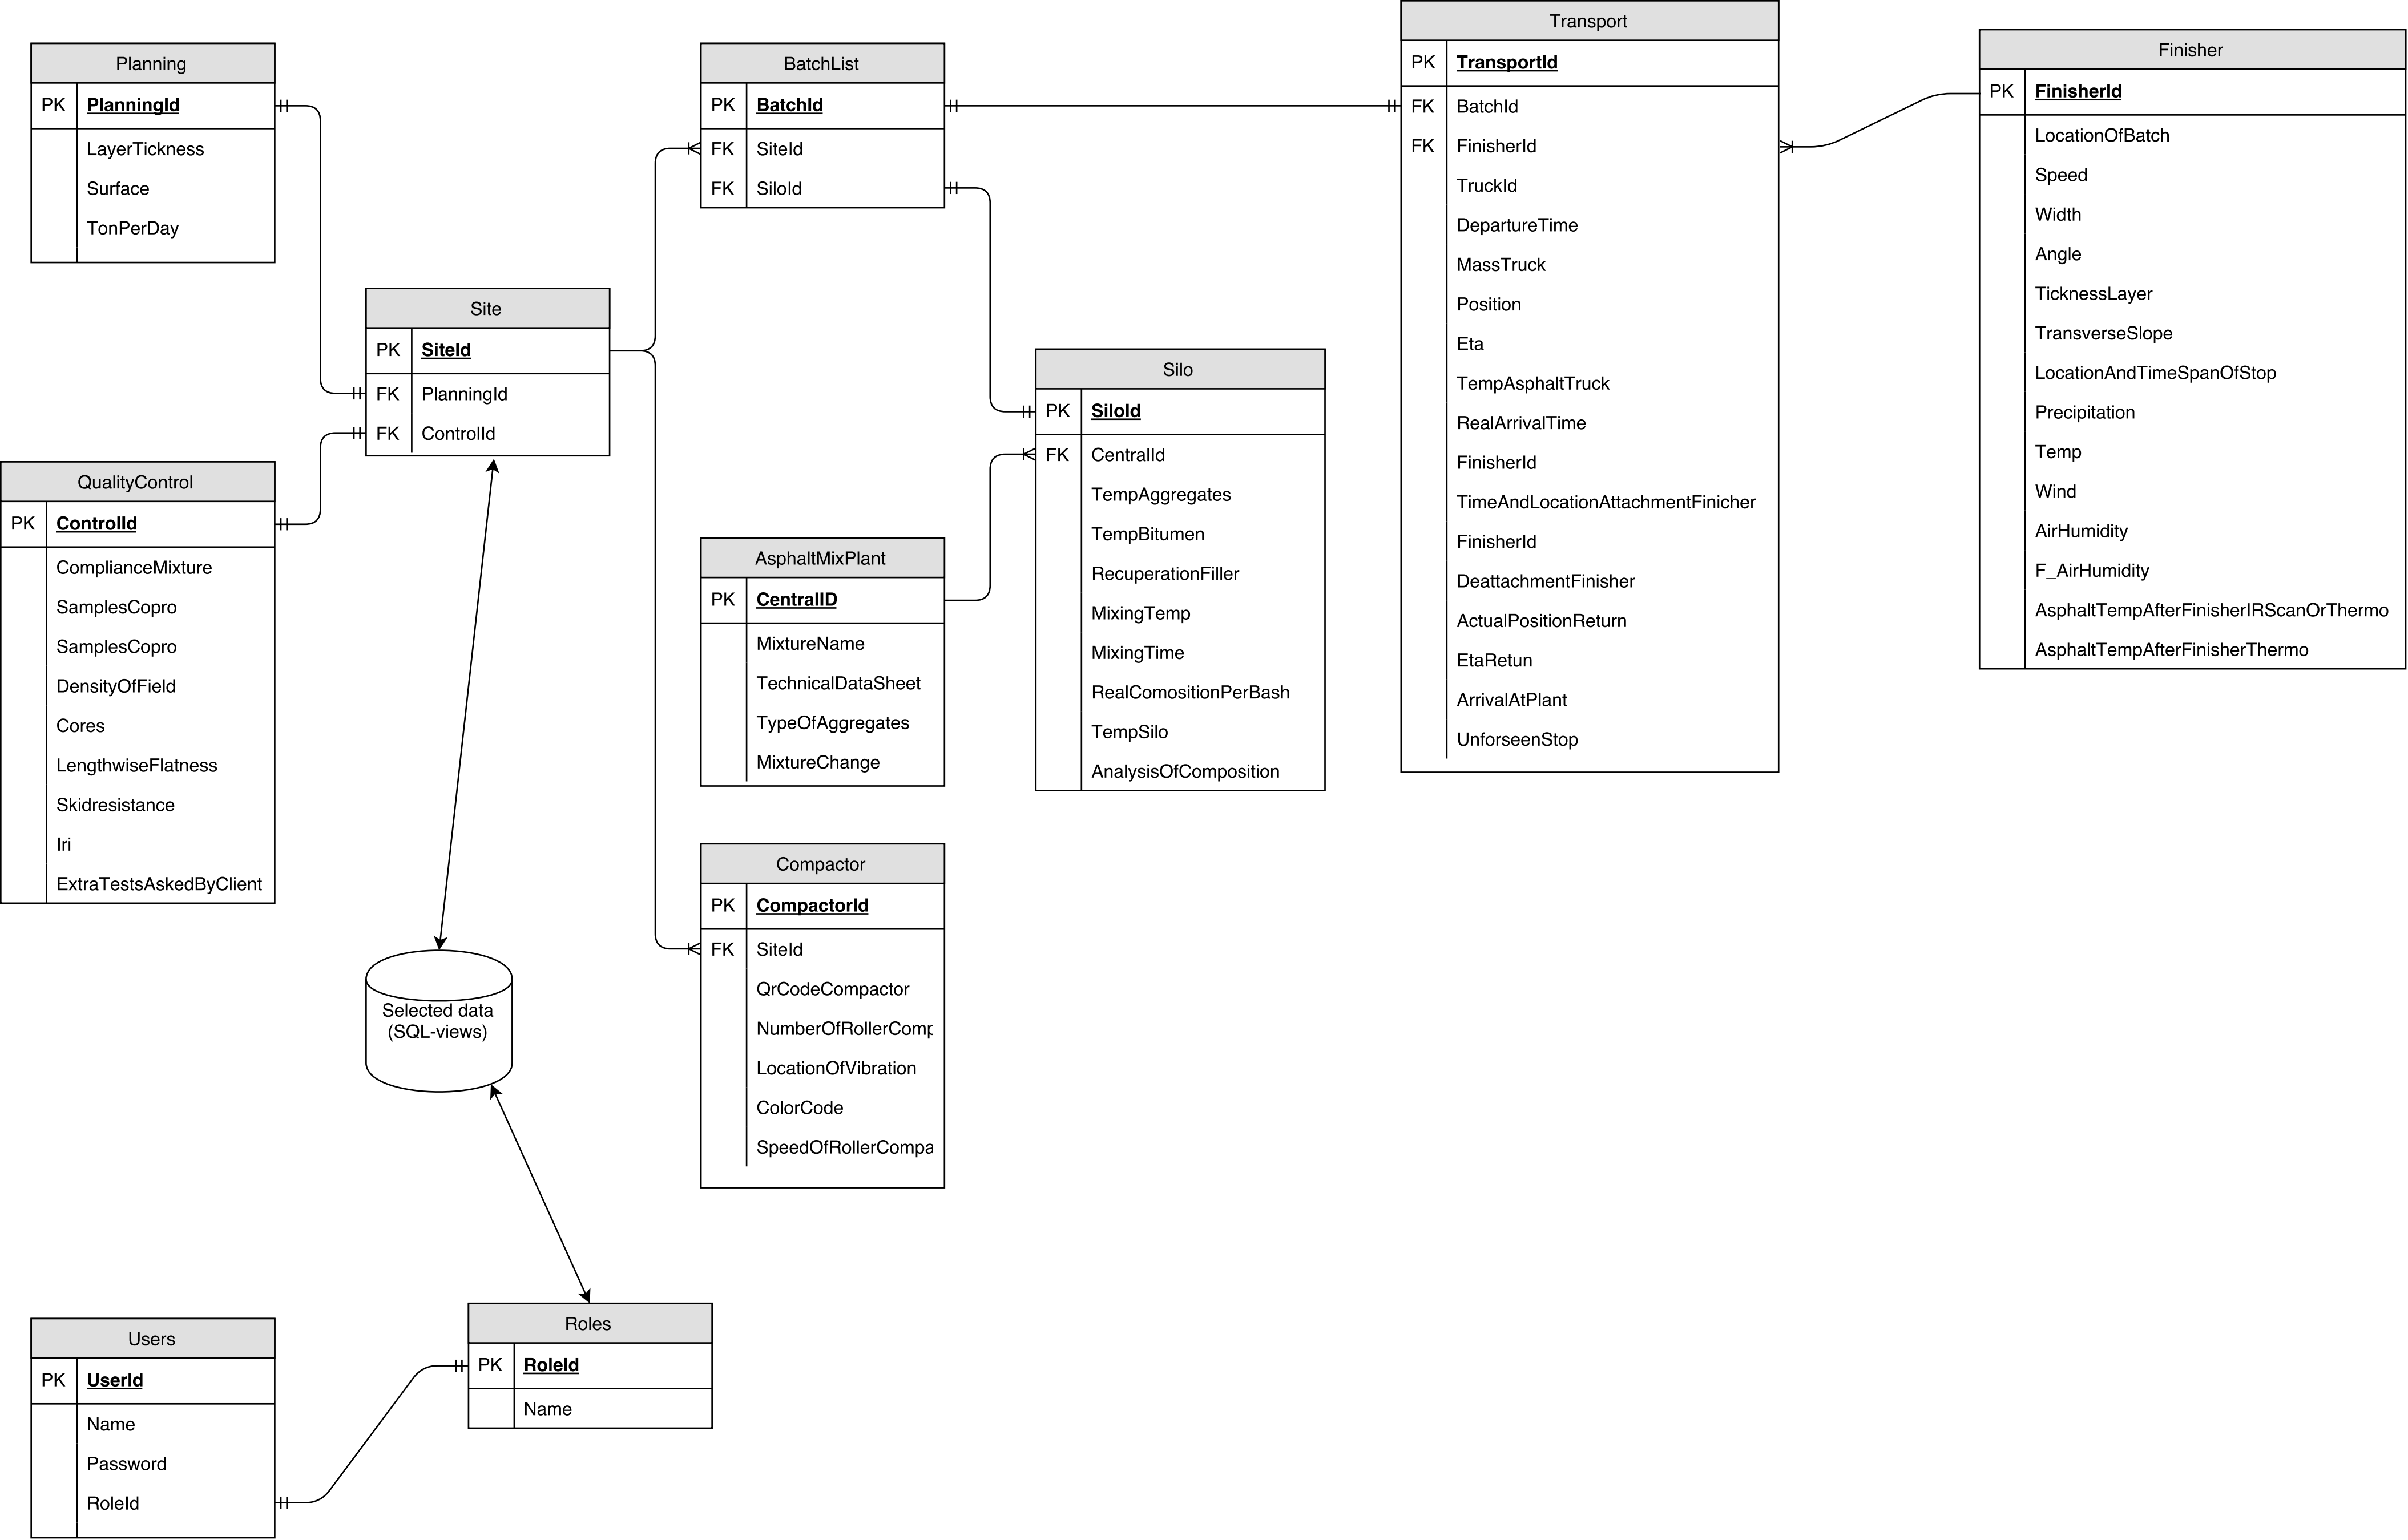 Planning
PK PlanningId
LayerTickness
Surface
TonPerDay
QualityControl
PK ControlId
ComplianceMixture
SamplesCopro
SamplesCopro
DensityOfField
Cores
LengthwiseFlatness
Skidresistance
Iri
ExtraTestsAskedByClient
Site
PK SiteId
FK PlanningId
FK ControlId
Selected data
(SQL-views)
Users
PK UserId
Name
Password
RoleId
Roles
PK RoleId
Name
BatchList
PK BatchId
FK SiteId
FK SiloId
AsphaltMixPlant
PK CentralID
MixtureName
TechnicalDataSheet
TypeOfAggregates
MixtureChange
Compactor
PK CompactorId
FK SiteId
QrCodeCompactor
NumberOfRollerComp
LocationOfVibration
ColorCode
SpeedOfRollerCompa
Silo
PK SiloId
FK CentralId
TempAggregates
TempBitumen
RecuperationFiller
MixingTemp
MixingTime
RealComositionPerBash
TempSilo
AnalysisOfComposition
Transport
PK TransportId
FK BatchId
FK FinisherId
TruckId
DepartureTime
MassTruck
Position
Eta
TempAsphaltTruck
RealArrivalTime
FinisherId
TimeAndLocationAttachmentFinicher
FinisherId
DeattachmentFinisher
ActualPositionReturn
EtaRetun
ArrivalAtPlant
UnforseenStop
Finisher
PK FinisherId
LocationOfBatch
Speed
Width
Angle
TicknessLayer
TransverseSlope
LocationAndTimeSpanOfStop
Precipitation
Temp
Wind
AirHumidity
F_AirHumidity
AsphaltTempAfterFinisherIRScanOrThermo
AsphaltTempAfterFinisherThermo